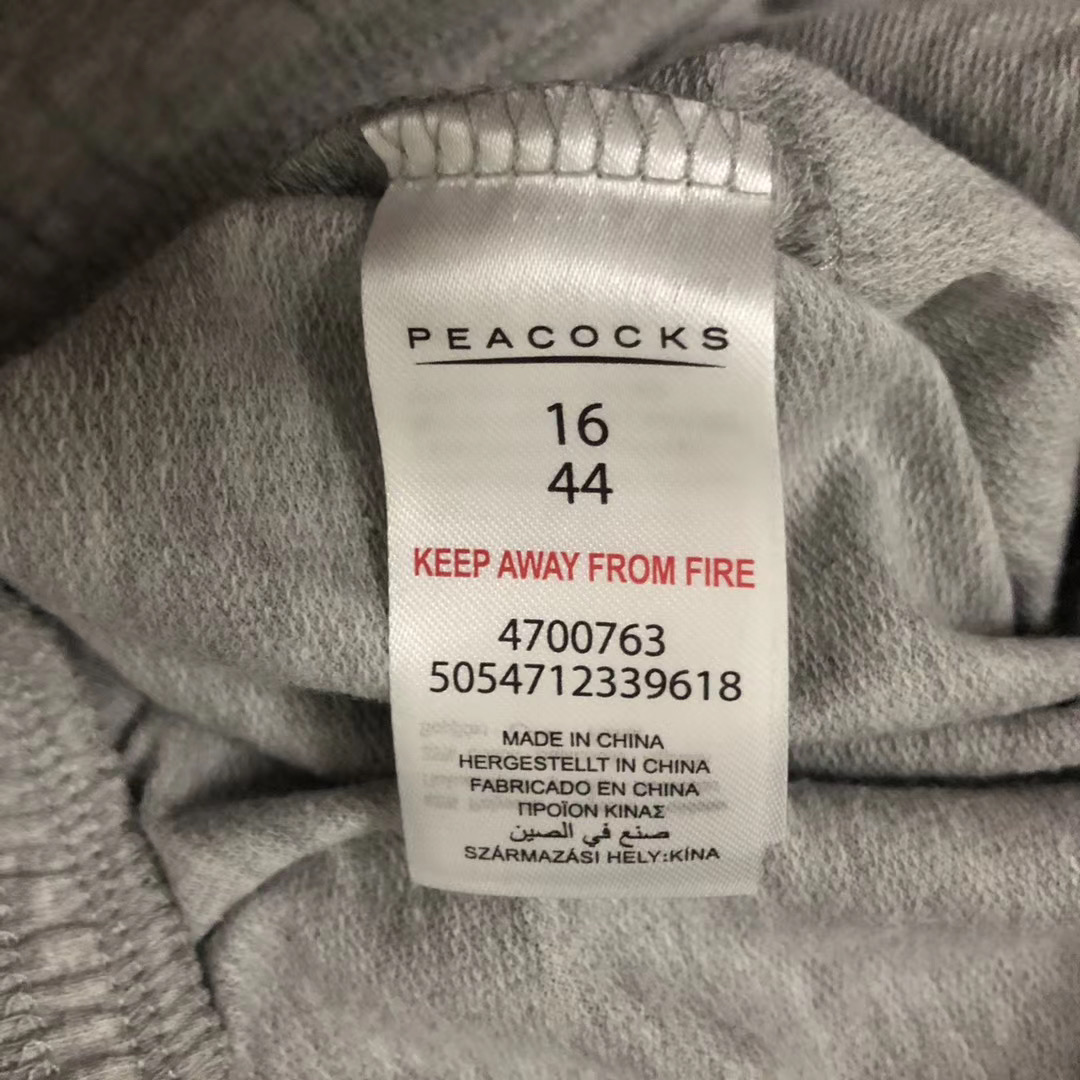 PEACOCKS
16
44
KEEP AWAY FROM FIRE
4700763
5054712339618
MADE IN CHINA
HERGESTELLT IN CHINA
FABRICADO EN CHINA
ΠΡΟΪΟΝ ΚΙΝΑΣ
صنع في الصين
SZÁRMAZÁSI HELY:KÍNA